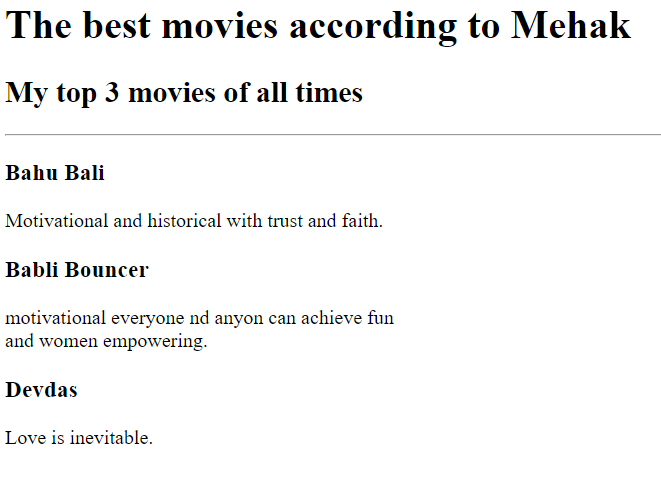 The best movies according to Mehak
My top 3 movies of all times
Bahu Bali
Motivational and historical with trust and faith.
Babli Bouncer
motivational everyone nd anyon can achieve fun
and women empowering.
Devdas
Love is inevitable.